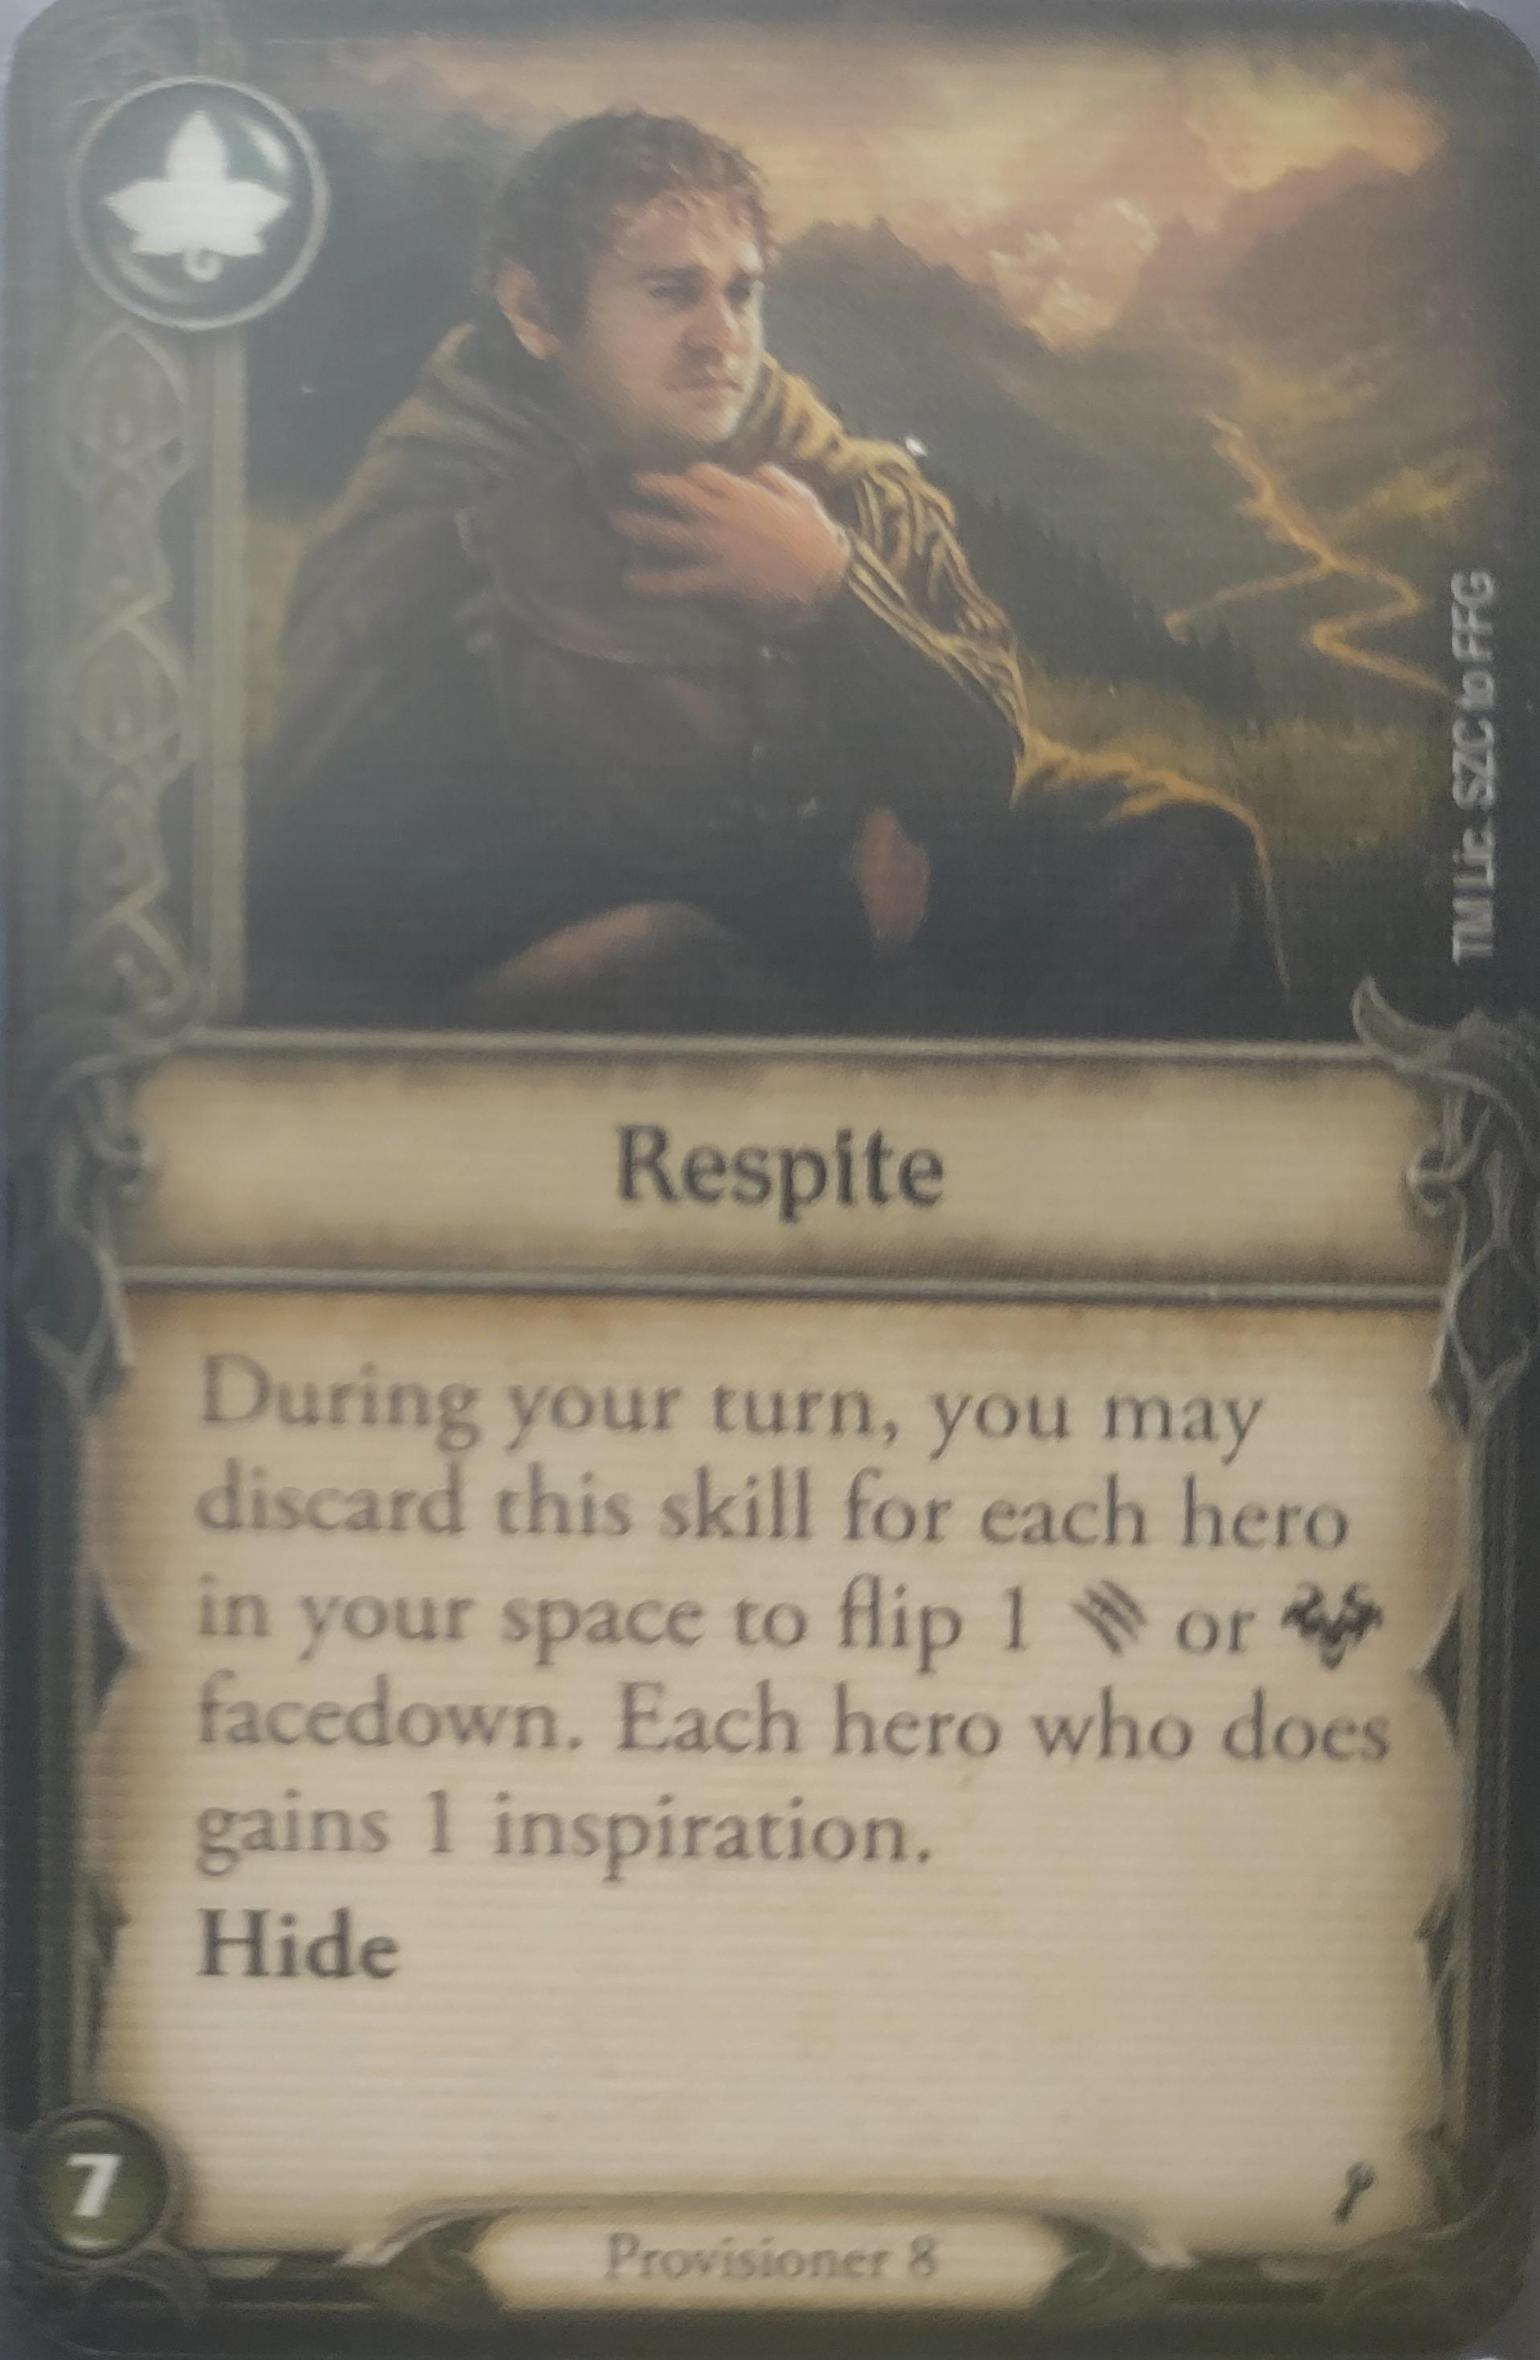 TM Lic. SZC to FFG
Respite
During your turn, you may
discard this skill for each hero
in your space to flip 1 or
facedown. Each hero who does
gains 1 inspiration.
Hide
7
Provisioner 8